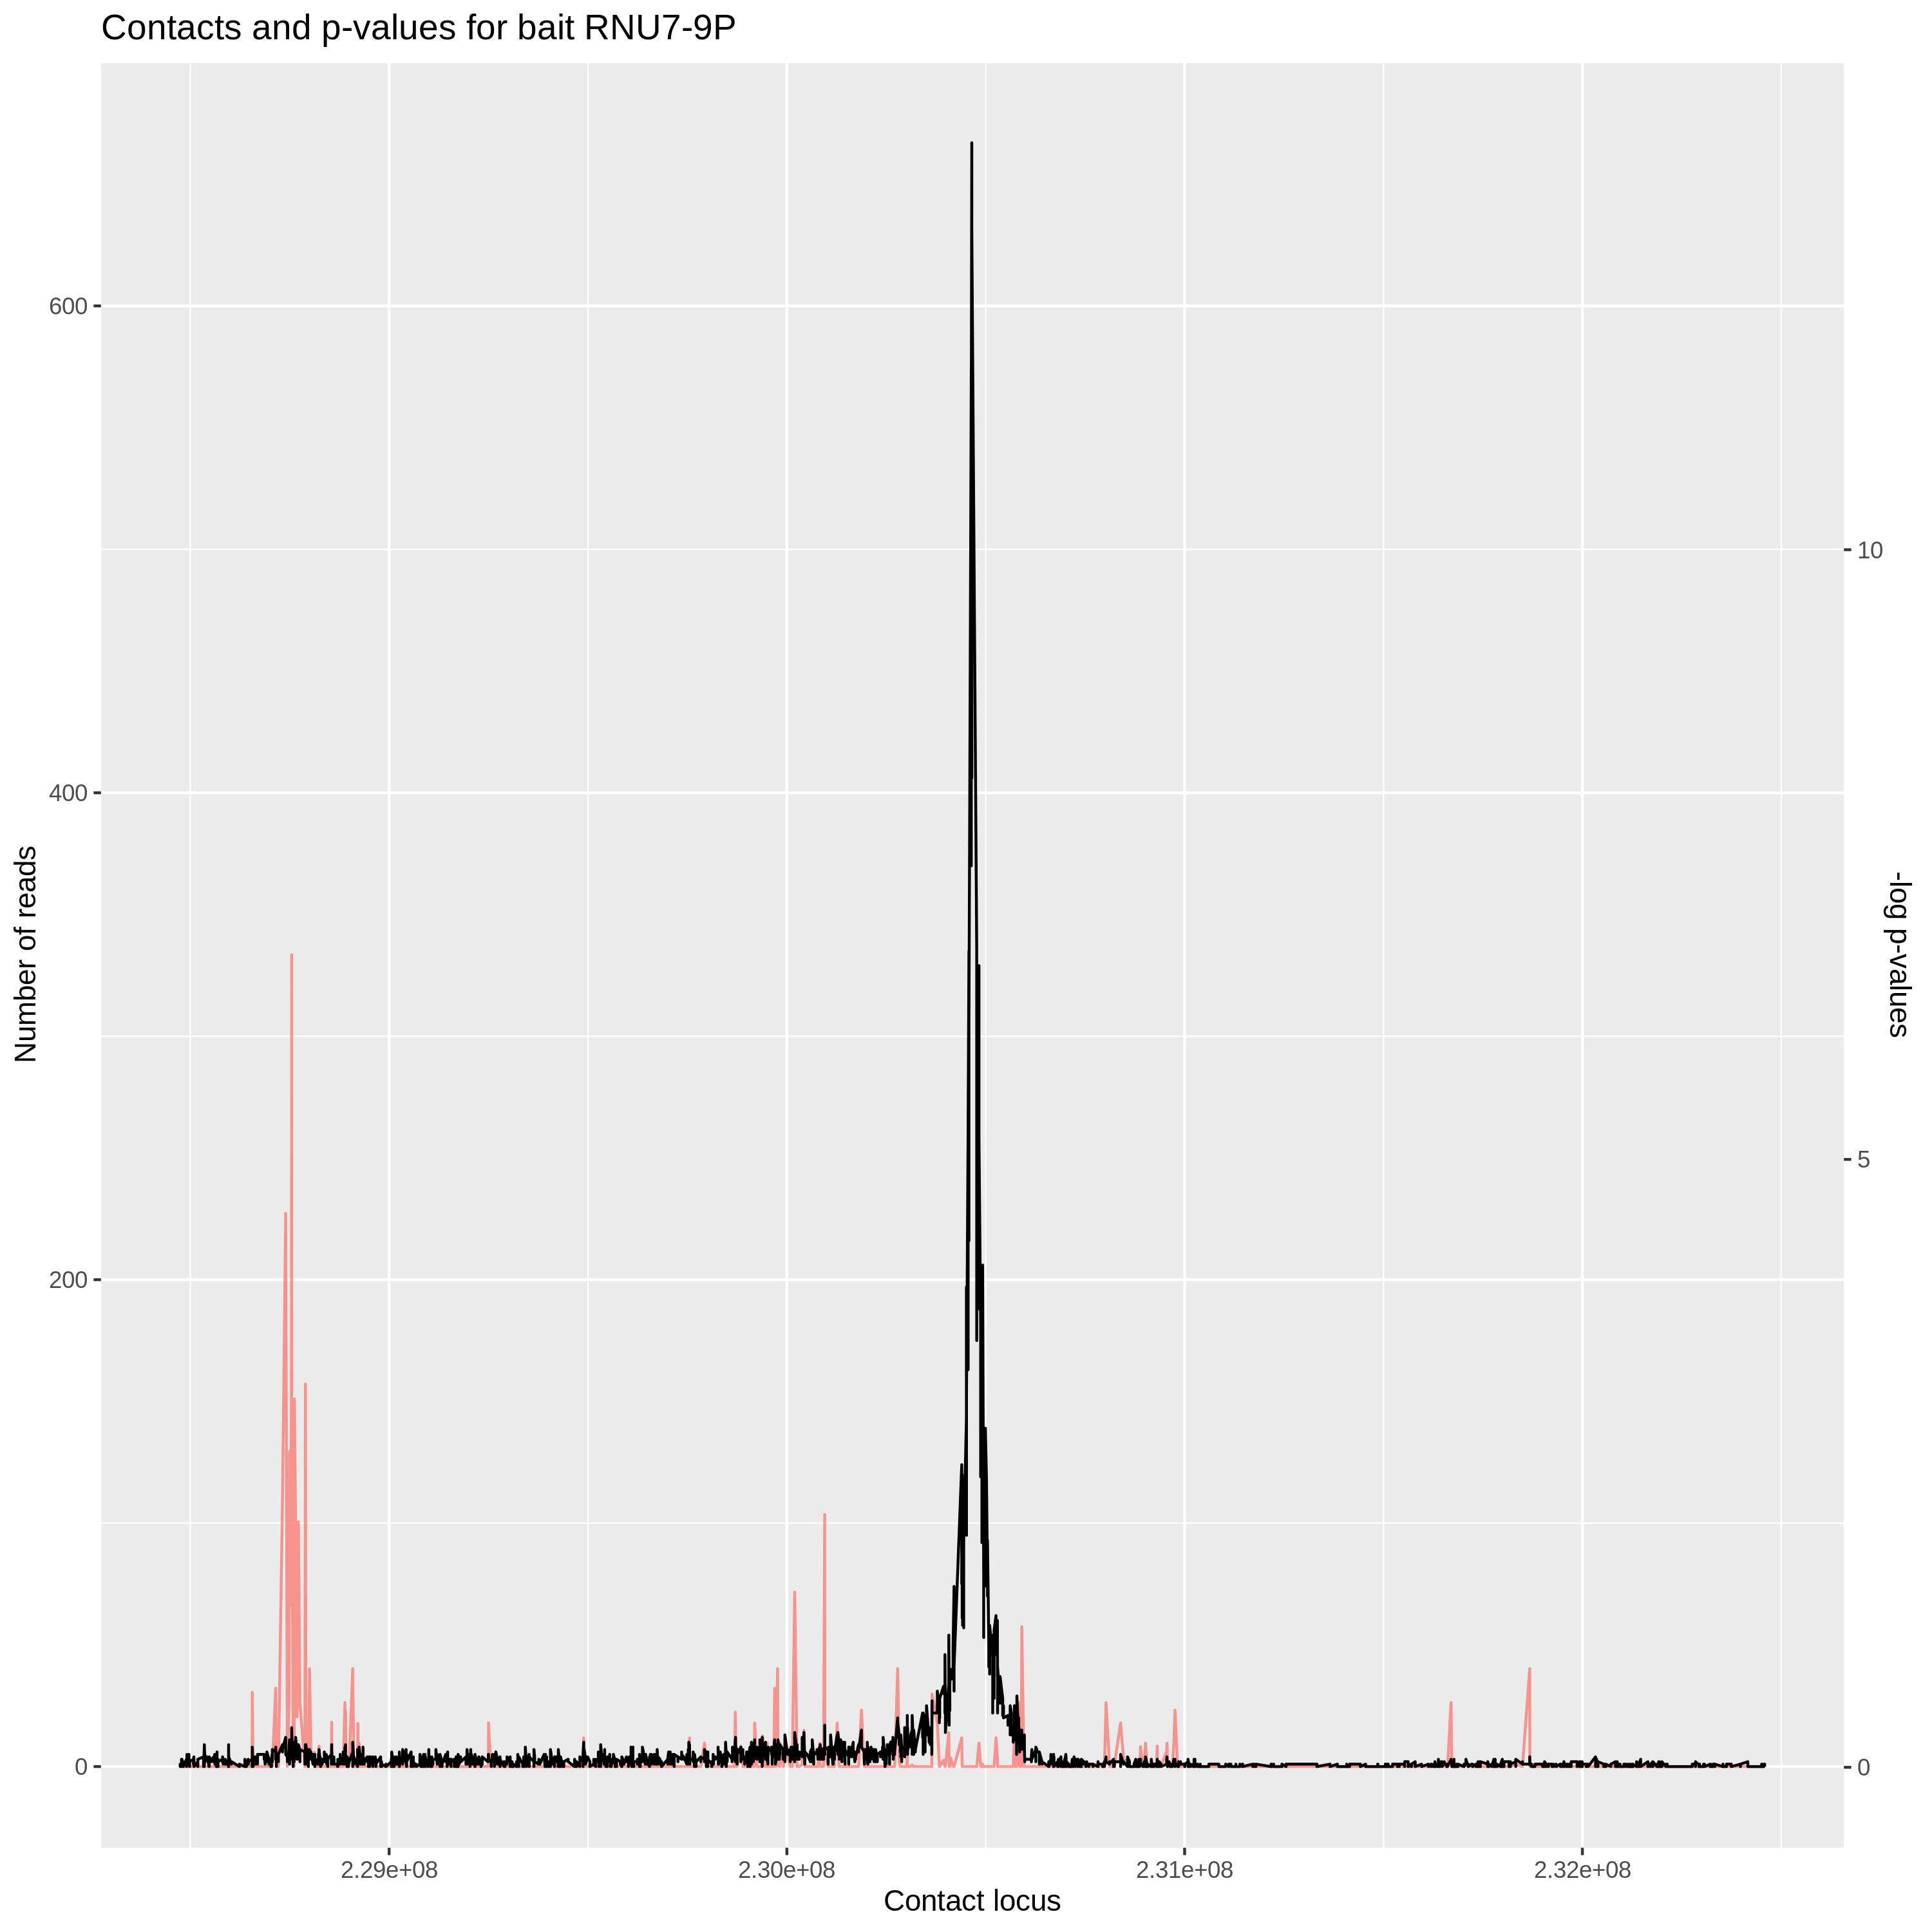 Contacts and p-values for bait RNU7-9P
600
400
200
0
10
5
0
Number of reads
-log p-values
2.29e+08
2.30e+08
2.31e+08
2.32e+08
Contact locus